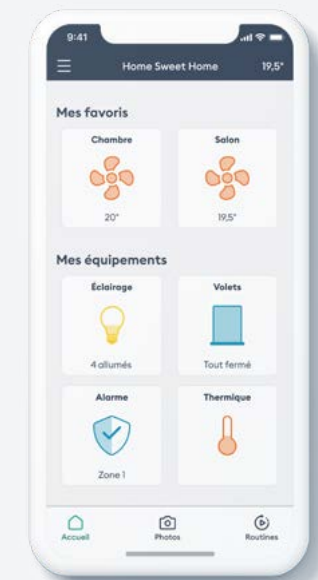 9:41
Home Sweet Home 19,5°
Mes favoris
Chambre Salon
20° 19,5°
Mes équipements
Éclairage Volets
4 allumés Tout fermé
Alarme Thermique
Zone 1
Accueil Photos Routines